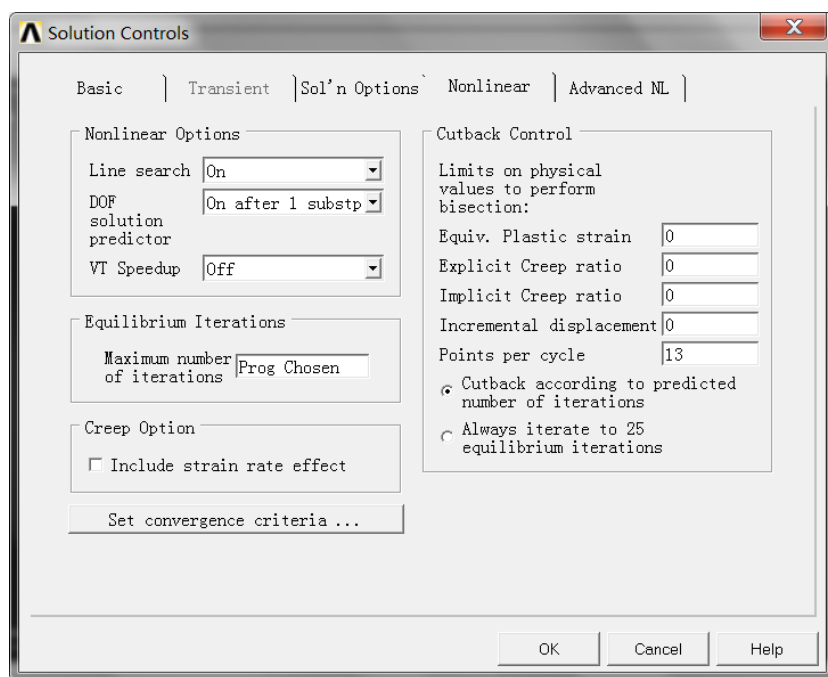 Solution Controls
Basic
Transient
Sol'n Options
Nonlinear
Advanced NL
Nonlinear Options
Line search
On
DOF
solution
predictor
On after 1 substp
VT Speedup
Off
Equilibrium Iterations
Maximum number
of iterations
Prog Chosen
Creep Option
Include strain rate effect
Set convergence criteria ...
Cutback Control
Limits on physical
values to perform
bisection:
Equiv. Plastic strain
0
Explicit Creep ratio
0
Implicit Creep ratio
0
Incremental displacement
0
Points per cycle
13
Cutback according to predicted
number of iterations
Always iterate to 25
equilibrium iterations
OK
Cancel
Help